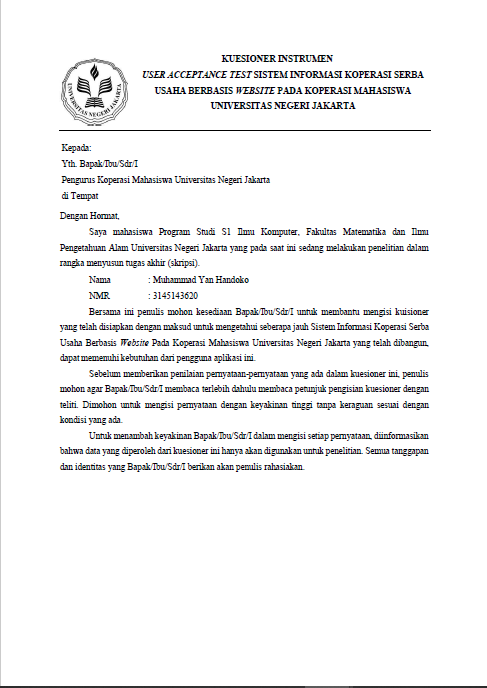 UNIVERSITAS NEGERI JAKARTA
KUESIONER INSTRUMEN
USER ACCEPTANCE TEST SISTEM INFORMASI KOPERASI SERBA
USAHA BERBASIS WEBSITE PADA KOPERASI MAHASISWA
UNIVERSITAS NEGERI JAKARTA
Kepada:
Yth. Bapak/Ibu/Sdr/I
Pengurus Koperasi Mahasiswa Universitas Negeri Jakarta
di Tempat
Dengan Hormat,
Saya mahasiswa Program Studi S1 Ilmu Komputer, Fakultas Matematika dan Ilmu
Pengetahuan Alam Universitas Negeri Jakarta yang pada saat ini sedang melakukan penelitian dalam
rangka menyusun tugas akhir (skripsi).
Nama : Muhammad Yan Handoko
NMR : 3145143620
Bersama ini penulis mohon kesediaan Bapak/Ibu/Sdr/I untuk membantu mengisi kuisioner
yang telah disiapkan dengan maksud untuk mengetahui seberapa jauh Sistem Informasi Koperasi Serba
Usaha Berbasis Website Pada Koperasi Mahasiswa Universitas Negeri Jakarta yang telah dibangun,
dapat memenuhi kebutuhan dari pengguna aplikasi ini.
Sebelum memberikan penilaian pernyataan-pernyataan yang ada dalam kuesioner ini, penulis
mohon agar Bapak/Ibu/Sdr/I membaca terlebih dahulu membaca petunjuk pengisian kuesioner dengan
teliti. Dimohon untuk mengisi pernyataan dengan keyakinan tinggi tanpa keraguan sesuai dengan
kondisi yang ada.
Untuk menambah keyakinan Bapak/Ibu/Sdr/I dalam mengisi setiap pernyataan, diinformasikan
bahwa data yang diperoleh dari kuesioner ini hanya akan digunakan untuk penelitian. Semua tanggapan
dan identitas yang Bapak/Ibu/Sdr/I berikan akan penulis rahasiakan.